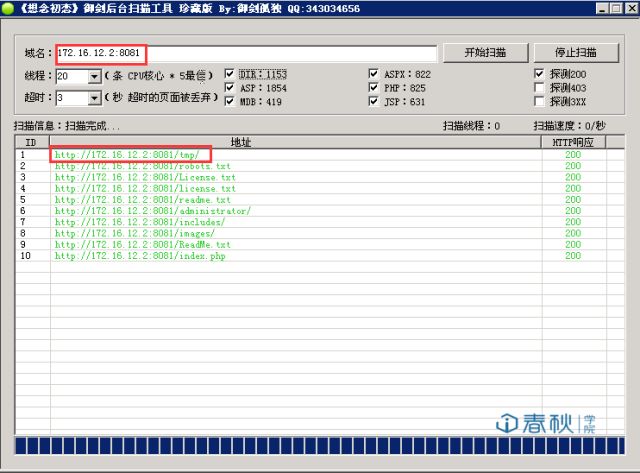 《想念初态》御剑后台扫描工具 珍藏版 By:御剑孤独 QQ:343034656
域名： 172.16.12.2:8081 开始扫描 停止扫描
线程： 20 (条 CPU核心 * 5最佳) DIR：1153 ASPX：822 探测200
ASP：1854 PHP：825 探测403
超时： 3 (秒 超时的页面被丢弃) MDB：419 JSP：631 探测3XX
扫描信息：扫描完成... 扫描线程：0 扫描速度：0/秒
ID 地址 HTTP响应
1 http://172.16.12.2:8081/tmp/ 200
2 http://172.16.12.2:8081/robots.txt 200
3 http://172.16.12.2:8081/License.txt 200
4 http://172.16.12.2:8081/license.txt 200
5 http://172.16.12.2:8081/readme.txt 200
6 http://172.16.12.2:8081/administrator/ 200
7 http://172.16.12.2:8081/includes/ 200
8 http://172.16.12.2:8081/images/ 200
9 http://172.16.12.2:8081/ReadMe.txt 200
10 http://172.16.12.2:8081/index.php 200
春秋学院